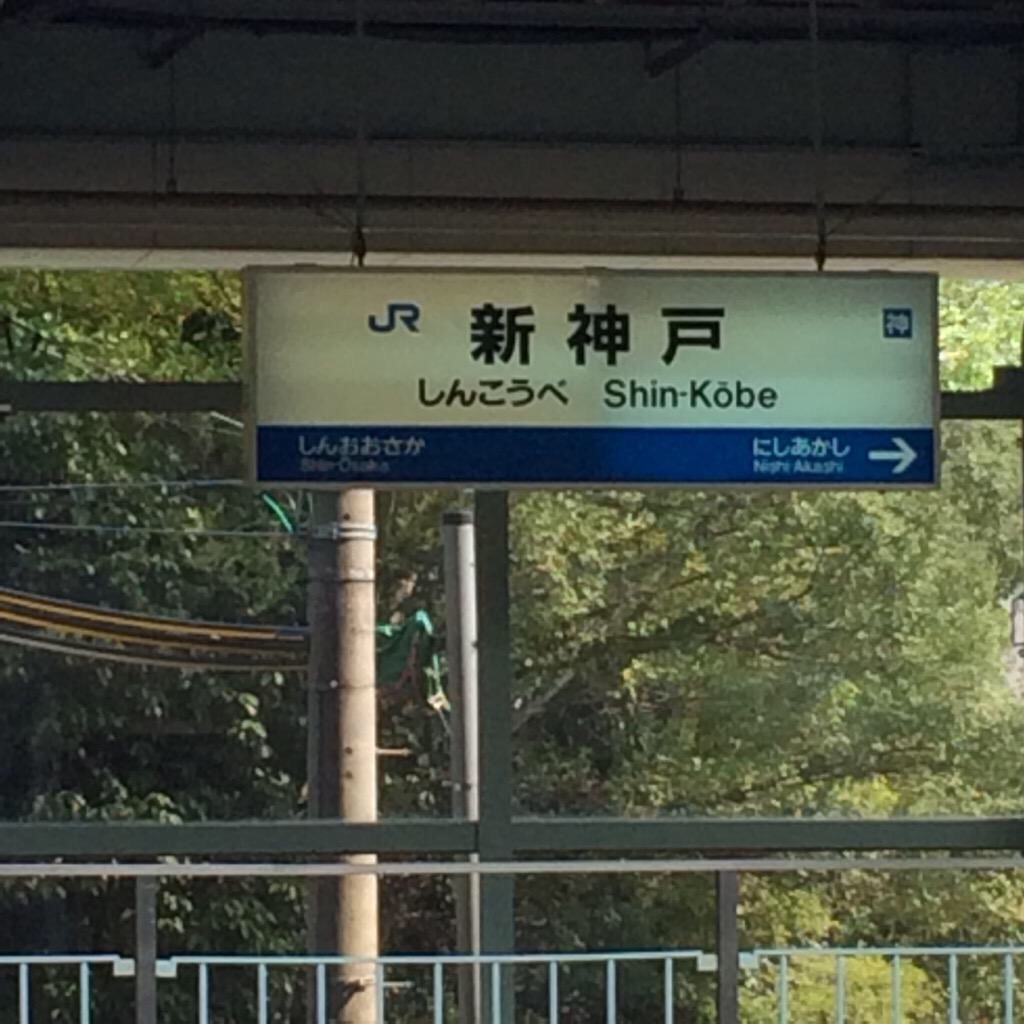 JR 新神戸 神
しんこうべ Shin-Kōbe
しんおおさか にしあかし →
Shin-Ōsaka Nishi-Akashi